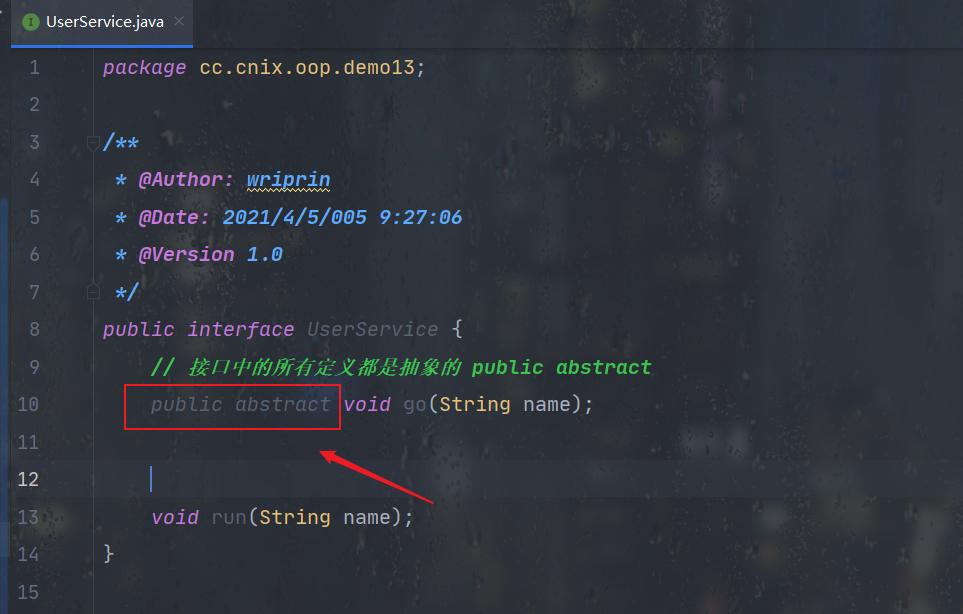 I UserService.java ×
1 package cc.cnix.oop.demo13;
2
3 /**
4 * @Author: wriprin
5 * @Date: 2021/4/5/005 9:27:06
6 * @Version 1.0
7 */
8 public interface UserService {
9 // 接口中的所有定义都是抽象的 public abstract
10 public abstract void go(String name);
11
12
13 void run(String name);
14 }
15